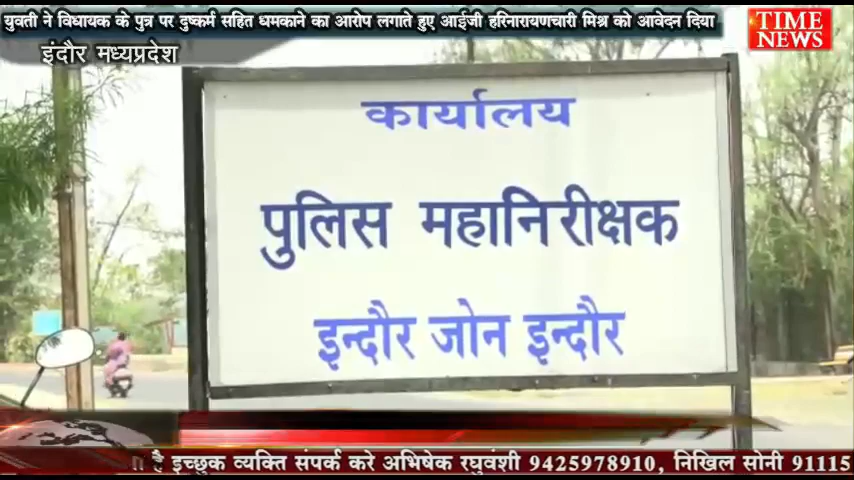 युवती ने विधायक के पुत्र पर दुष्कर्म सहित धमकाने का आरोप लगाते हुए आईजी हरिनारायणचारी मिश्र को आवेदन दिया
TIME
NEWS
इंदौर मध्यप्रदेश
कार्यालय
पुलिस महानिरीक्षक
इन्दौर जोन इन्दौर
है इच्छुक व्यक्ति संपर्क करे अभिषेक रघुवंशी 9425978910, निखिल सोनी 91115